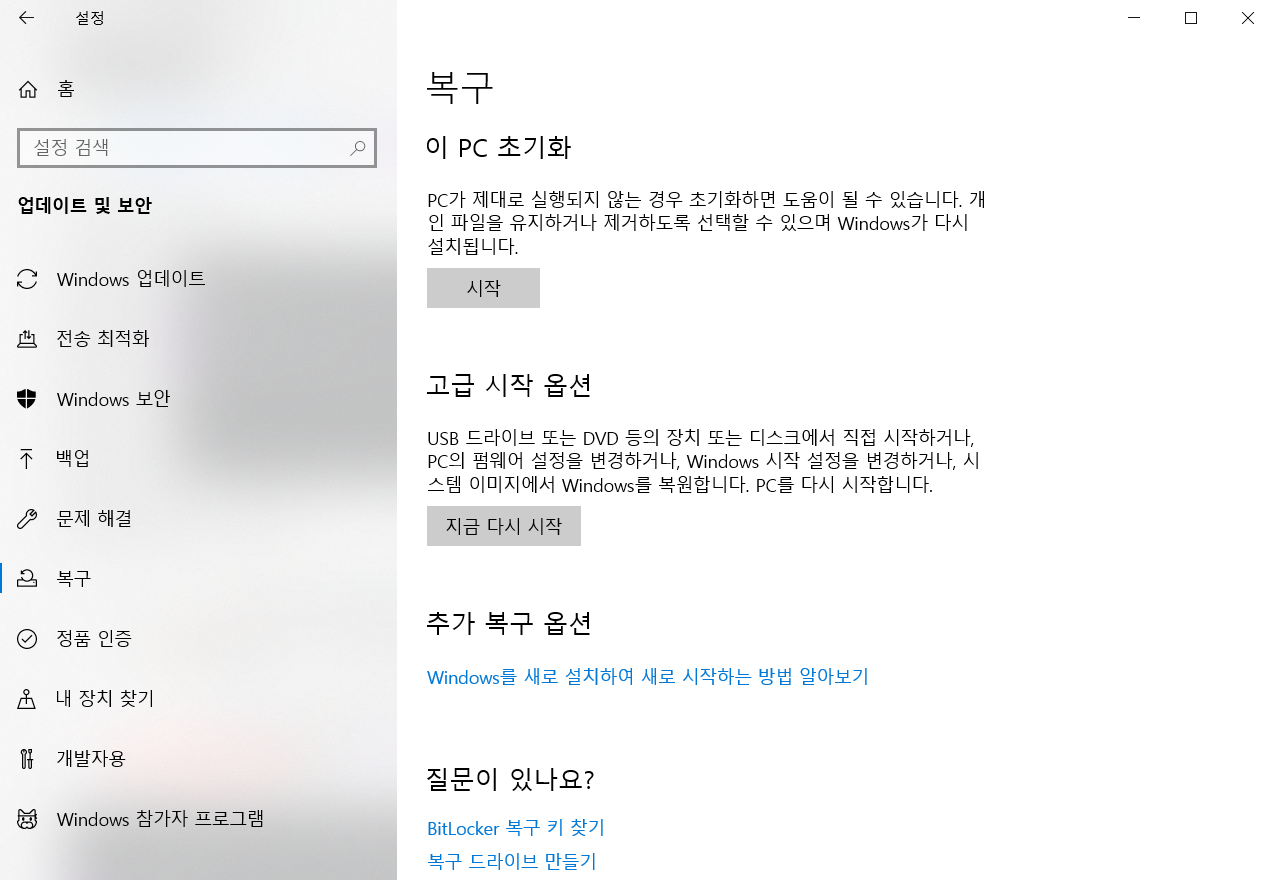 설정
홈
설정 검색
업데이트 및 보안
Windows 업데이트
전송 최적화
Windows 보안
백업
문제 해결
복구
정품 인증
내 장치 찾기
개발자용
Windows 참가자 프로그램
복구
이 PC 초기화
PC가 제대로 실행되지 않는 경우 초기화하면 도움이 될 수 있습니다. 개
인 파일을 유지하거나 제거하도록 선택할 수 있으며 Windows가 다시
설치됩니다.
시작
고급 시작 옵션
USB 드라이브 또는 DVD 등의 장치 또는 디스크에서 직접 시작하거나,
PC의 펌웨어 설정을 변경하거나, Windows 시작 설정을 변경하거나, 시
스템 이미지에서 Windows를 복원합니다. PC를 다시 시작합니다.
지금 다시 시작
추가 복구 옵션
Windows를 새로 설치하여 새로 시작하는 방법 알아보기
질문이 있나요?
BitLocker 복구 키 찾기
복구 드라이브 만들기